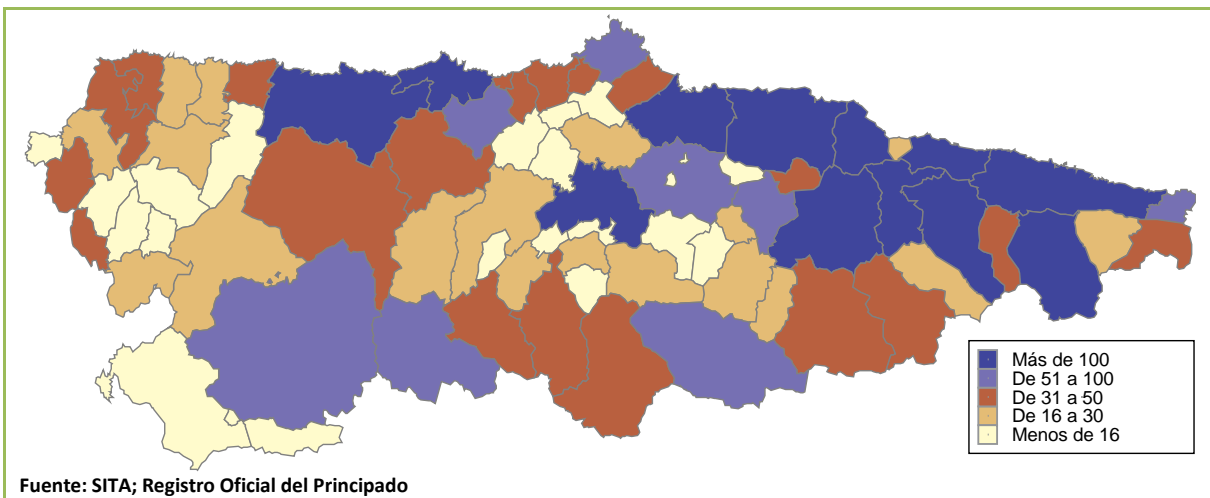 Más de 100
De 51 a 100
De 31 a 50
De 16 a 30
Menos de 16
Fuente: SITA; Registro Oficial del Principado